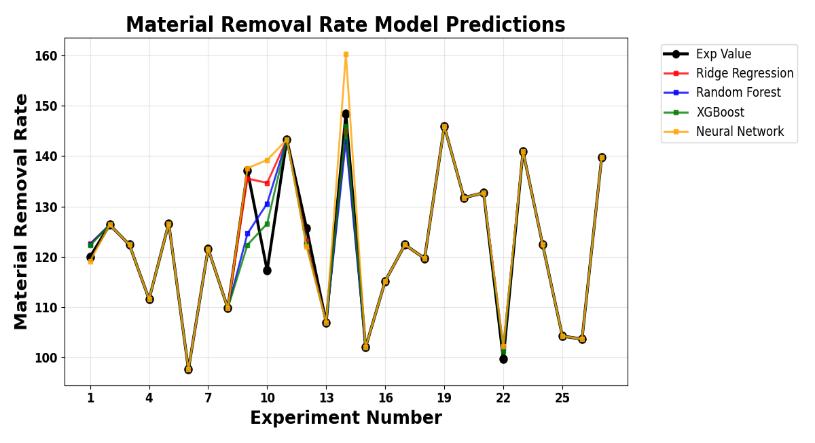 Material Removal Rate Model Predictions
Material Removal Rate
160
150
140
130
120
110
100
1 4 7 10 13 16 19 22 25
Experiment Number
Exp Value
Ridge Regression
Random Forest
XGBoost
Neural Network